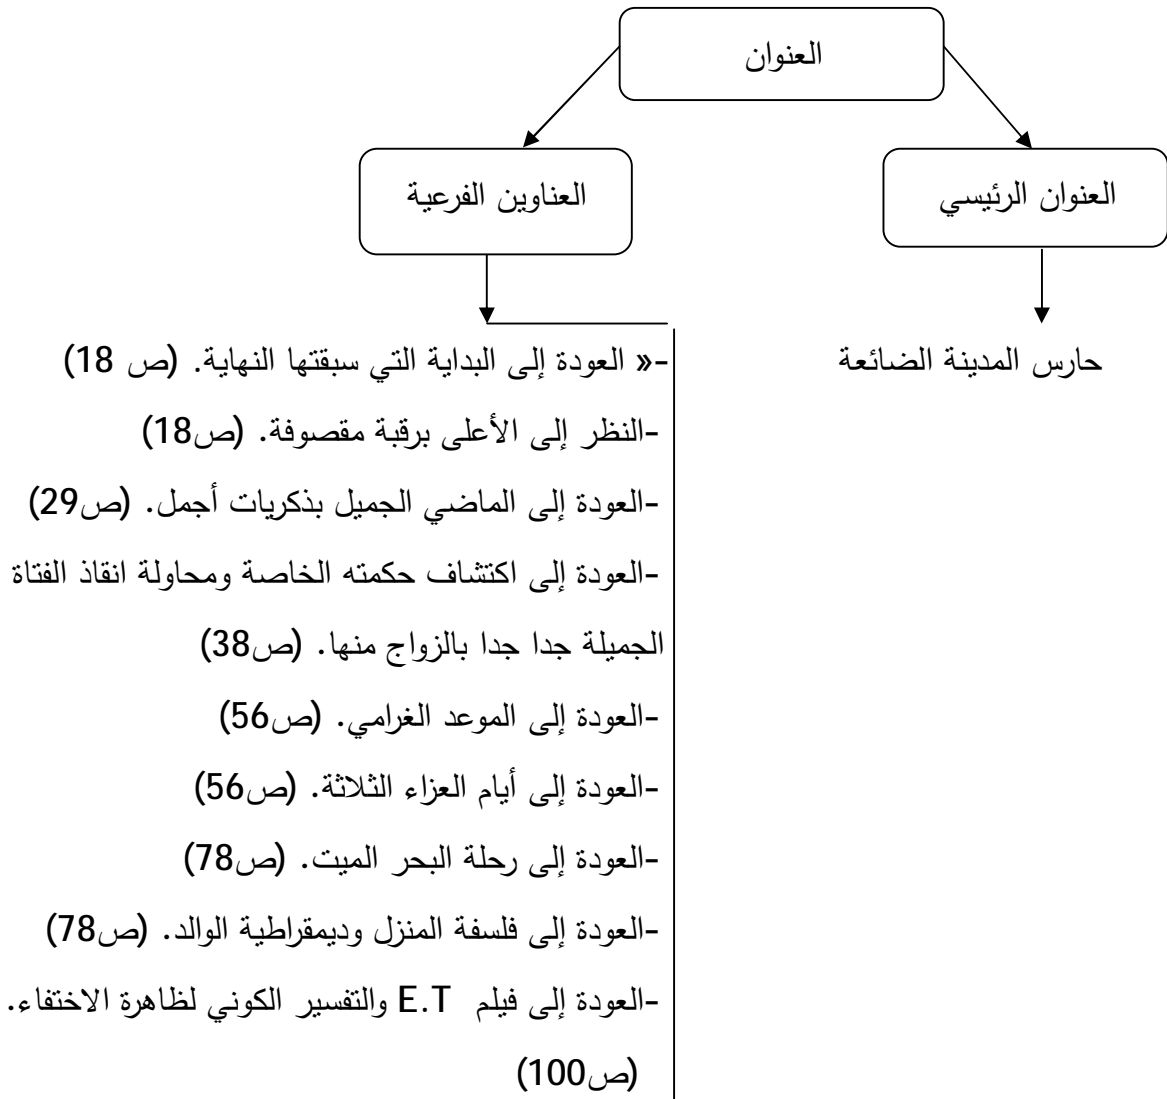 العنوان
العنوان الرئيسي
العناوين الفرعية
حارس المدينة الضائعة
-« العودة إلى البداية التي سبقتها النهاية. (ص 18)
-النظر إلى الأعلى برقبة مقصوفة. (ص18)
-العودة إلى الماضي الجميل بذكريات أجمل. (ص29)
-العودة إلى اكتشاف حكمته الخاصة ومحاولة انقاذ الفتاة
الجميلة جدا جدا بالزواج منها. (ص38)
-العودة إلى الموعد الغرامي. (ص56)
-العودة إلى أيام العزاء الثلاثة. (ص56)
-العودة إلى رحلة البحر الميت. (ص78)
-العودة إلى فلسفة المنزل وديمقراطية الوالد. (ص78)
-العودة إلى فيلم E.T والتفسير الكوني لظاهرة الاختفاء.
(ص100)